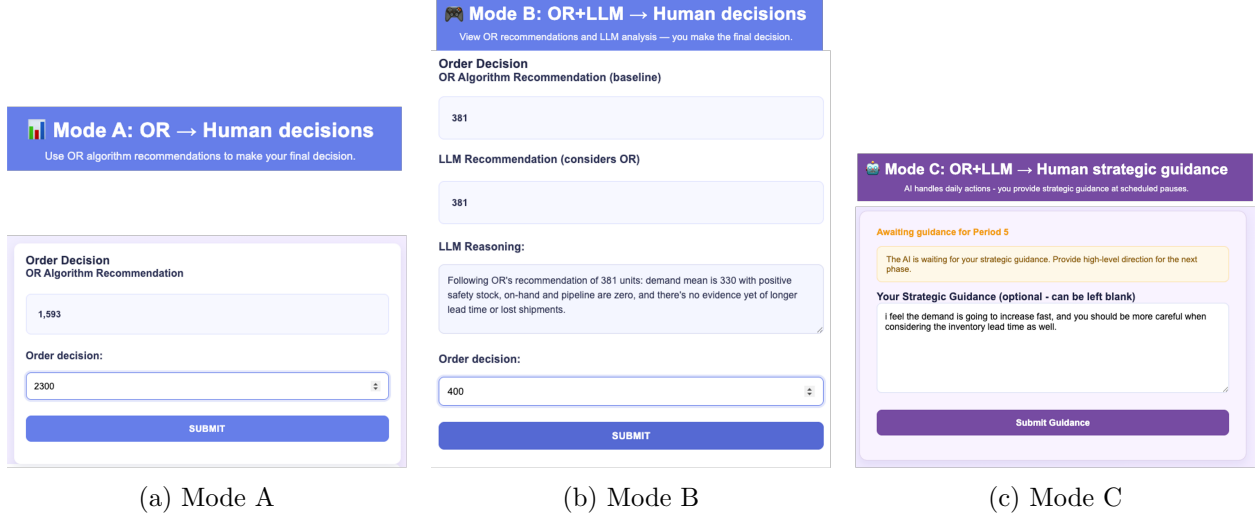 📊 Mode A: OR → Human decisions
Use OR algorithm recommendations to make your final decision.
Order Decision
OR Algorithm Recommendation
1,593
Order decision:
2300
SUBMIT
(a) Mode A
🎮 Mode B: OR+LLM → Human decisions
View OR recommendations and LLM analysis — you make the final decision.
Order Decision
OR Algorithm Recommendation (baseline)
381
LLM Recommendation (considers OR)
381
LLM Reasoning:
Following OR's recommendation of 381 units: demand mean is 330 with positive
safety stock, on-hand and pipeline are zero, and there's no evidence yet of longer
lead time or lost shipments.
Order decision:
400
SUBMIT
(b) Mode B
🤖 Mode C: OR+LLM → Human strategic guidance
AI handles daily actions - you provide strategic guidance at scheduled pauses.
Awaiting guidance for Period 5
The AI is waiting for your strategic guidance. Provide high-level direction for the next
phase.
Your Strategic Guidance (optional - can be left blank)
i feel the demand is going to increase fast, and you should be more careful when
considering the inventory lead time as well.
Submit Guidance
(c) Mode C